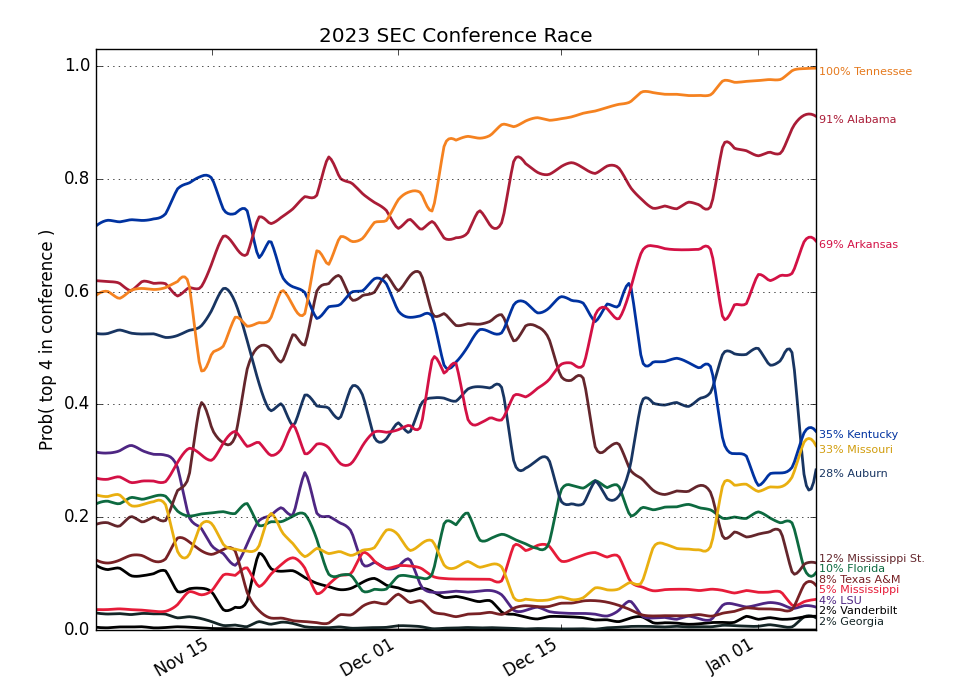 2023 SEC Conference Race
Prob( top 4 in conference )
1.0
0.8
0.6
0.4
0.2
0.0
Nov 15
Dec 01
Dec 15
Jan 01
100% Tennessee
91% Alabama
69% Arkansas
35% Kentucky
33% Missouri
28% Auburn
12% Mississippi St.
10% Florida
8% Texas A&M
5% Mississippi
4% LSU
2% Vanderbilt
2% Georgia